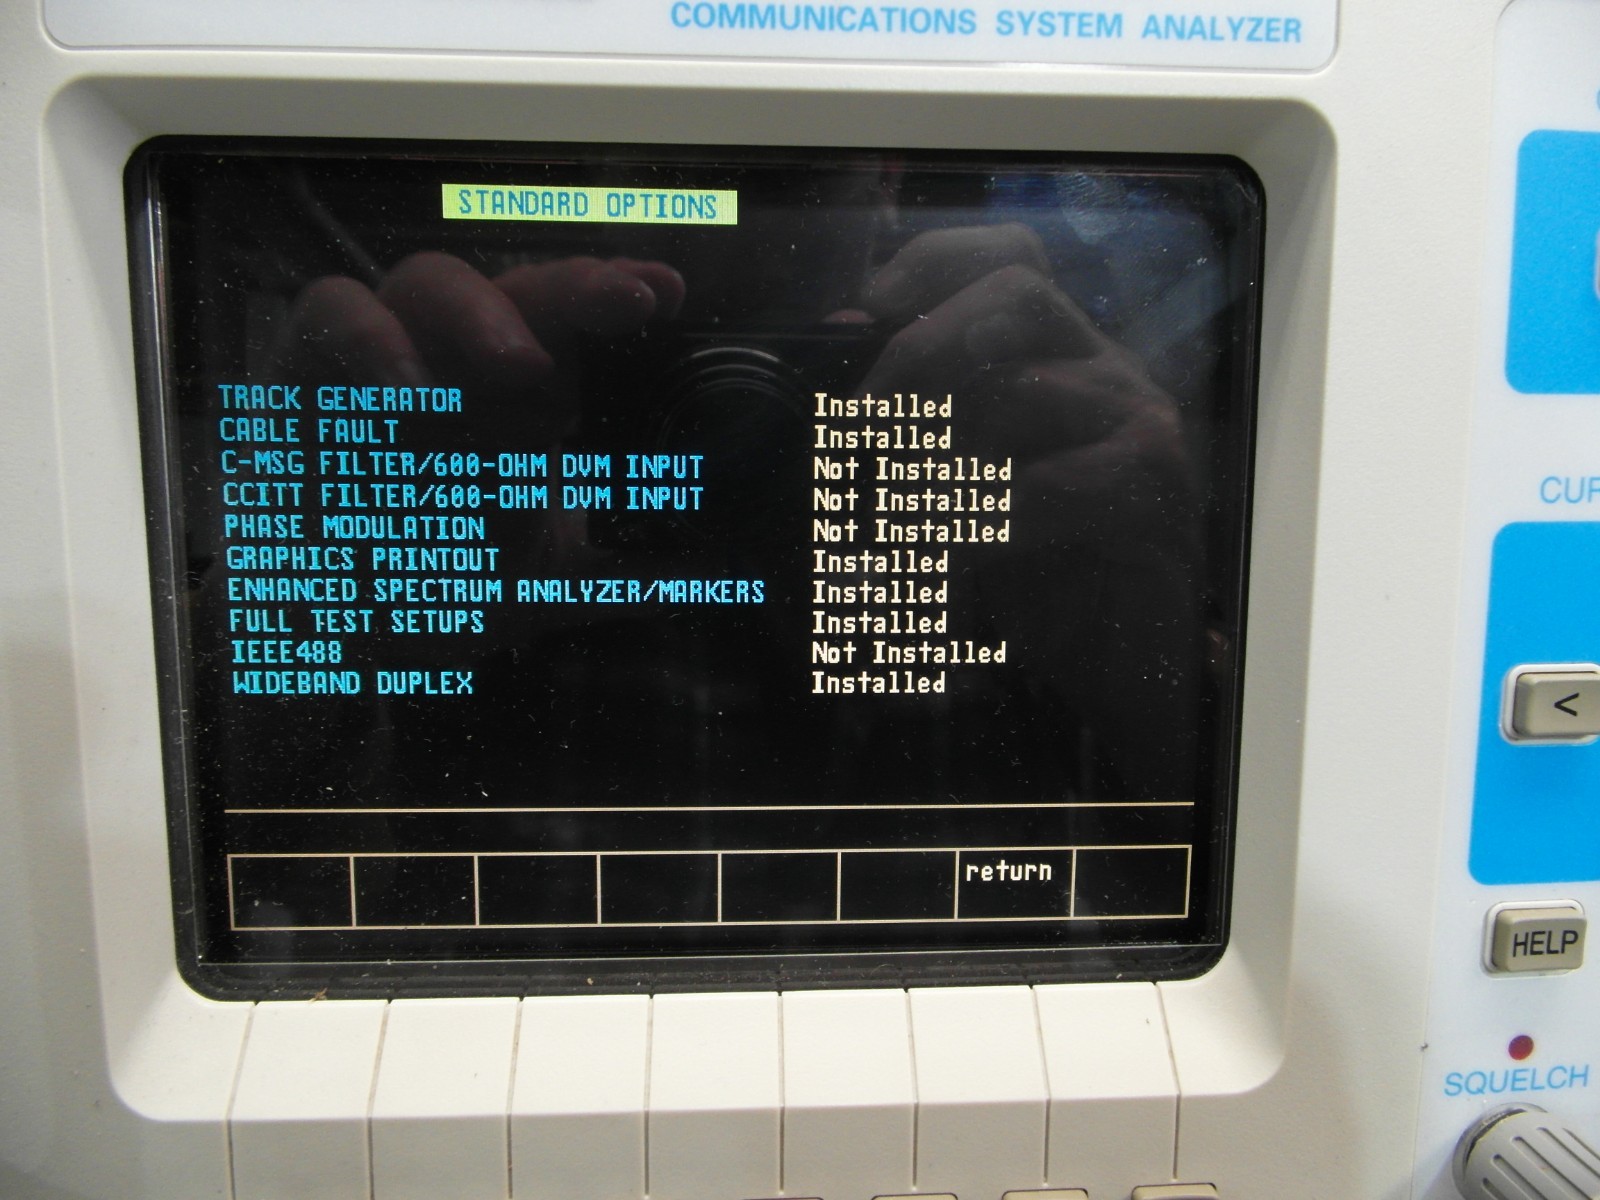 COMMUNICATIONS SYSTEM ANALYZER
STANDARD OPTIONS
TRACK GENERATOR Installed
CABLE FAULT Installed
C-MSG FILTER/600-OHM DVM INPUT Not Installed
CCITT FILTER/600-OHM DVM INPUT Not Installed
PHASE MODULATION Not Installed
GRAPHICS PRINTOUT Installed
ENHANCED SPECTRUM ANALYZER/MARKERS Installed
FULL TEST SETUPS Installed
IEEE488 Not Installed
WIDEBAND DUPLEX Installed
return
<
HELP
SQUELCH